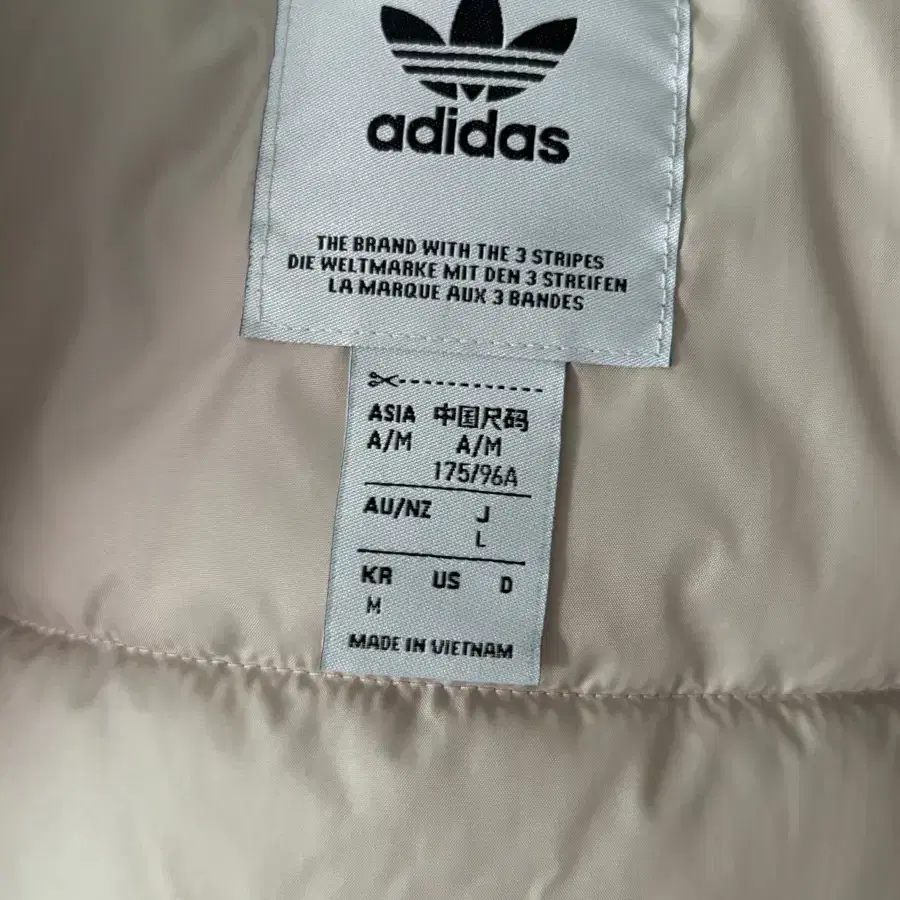 adidas
THE BRAND WITH THE 3 STRIPES
DIE WELTMARKE MIT DEN 3 STREIFEN
LA MARQUE AUX 3 BANDES
ASIA 中国尺码
A/M A/M
175/96A
AU/NZ J
L
KR US D
M
MADE IN VIETNAM